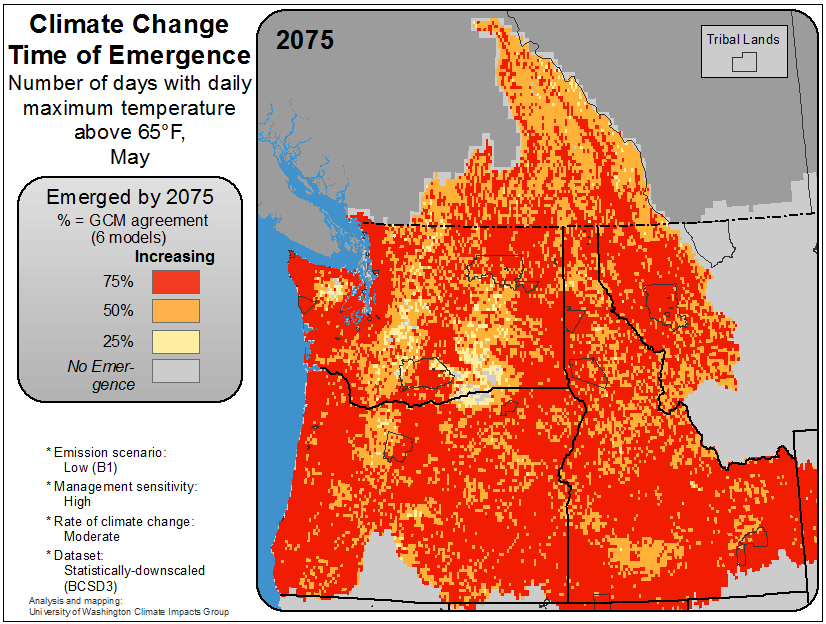 Climate Change
Time of Emergence
Number of days with daily
maximum temperature
above 65°F,
May
Emerged by 2075
% = GCM agreement
(6 models)
Increasing
75%
50%
25%
No Emer-
gence
* Emission scenario:
Low (B1)
* Management sensitivity:
High
* Rate of climate change:
Moderate
* Dataset:
Statistically-downscaled
(BCSD3)
Analysis and mapping:
University of Washington Climate Impacts Group
2075
Tribal Lands